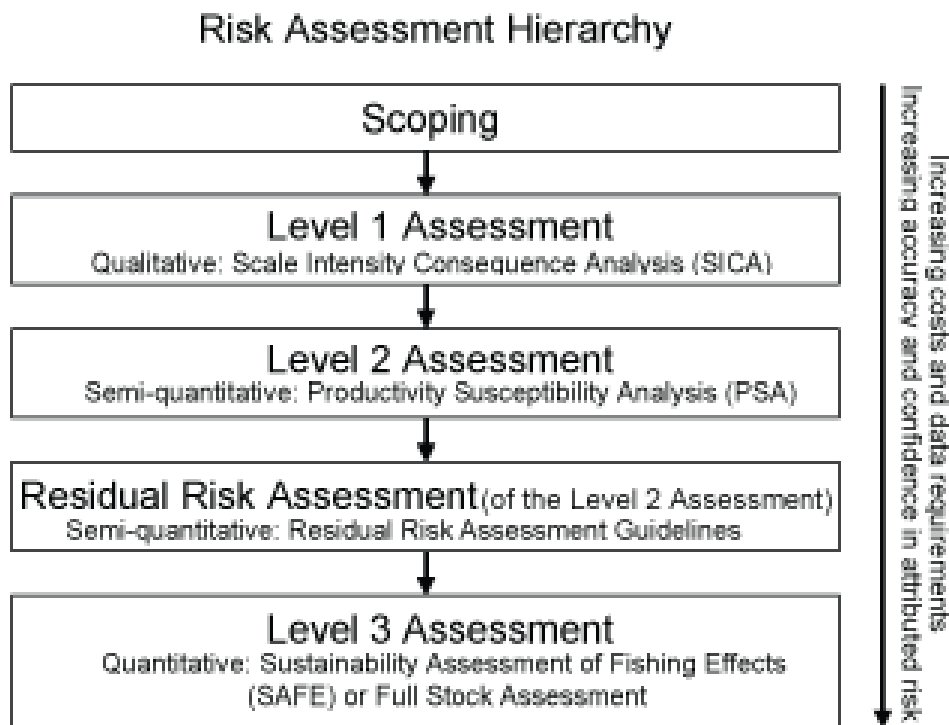 Risk Assessment Hierarchy
Scoping
Level 1 Assessment
Qualitative: Scale Intensity Consequence Analysis (SICA)
Level 2 Assessment
Semi-quantitative: Productivity Susceptibility Analysis (PSA)
Residual Risk Assessment (of the Level 2 Assessment)
Semi-quantitative: Residual Risk Assessment Guidelines
Level 3 Assessment
Quantitative: Sustainability Assessment of Fishing Effects
(SAFE) or Full Stock Assessment
Increasing costs and data requirements
Increasing accuracy and confidence in attributed risk